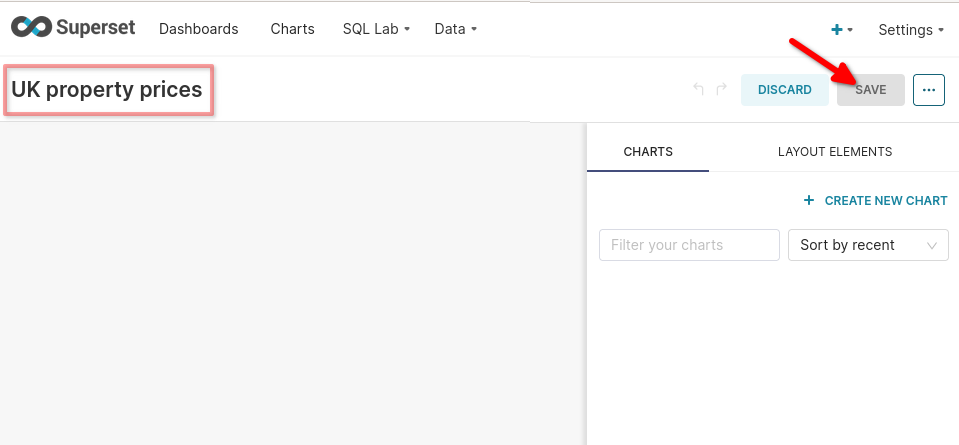 Superset Dashboards Charts SQL Lab Data + Settings
UK property prices DISCARD SAVE ...
CHARTS LAYOUT ELEMENTS
+ CREATE NEW CHART
Filter your charts Sort by recent